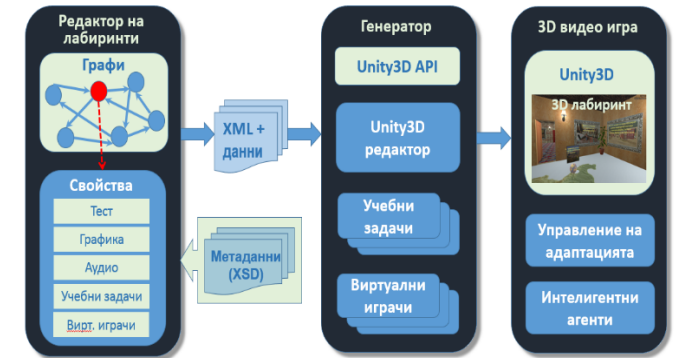 Редактор на
лабиринти
Графи
Свойства
Тест
Графика
Аудио
Учебни задачи
Вирт. играчи
XML +
данни
Метаданни
(XSD)
Генератор
Unity3D API
Unity3D
редактор
Учебни
задачи
Виртуални
играчи
3D видео игра
Unity3D
3D лабиринт
Управление на
адаптацията
Интелигентни
агенти